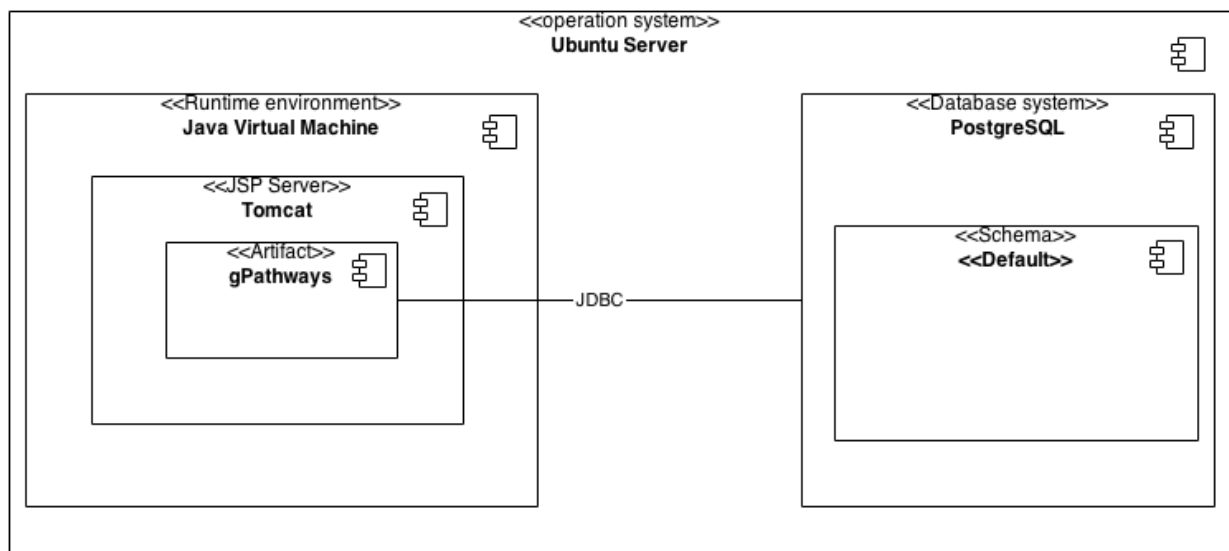 <<operation system>>
Ubuntu Server
<<Runtime environment>>
Java Virtual Machine
<<JSP Server>>
Tomcat
<<Artifact>>
gPathways
JDBC
<<Database system>>
PostgreSQL
<<Schema>>
<<Default>>